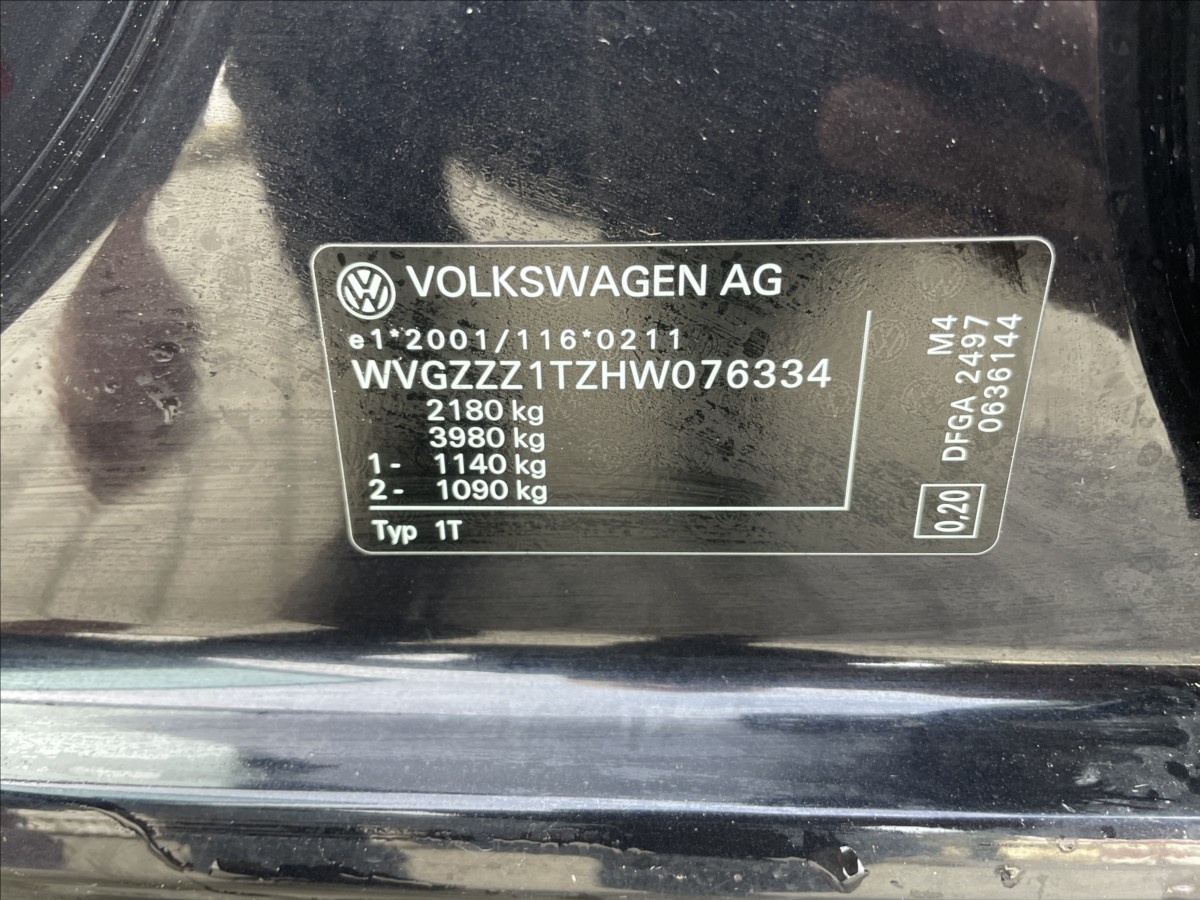 VOLKSWAGEN AG
e1*2001/116*0211
WVGZZZ1TZHW076334
2180 kg
3980 kg
1- 1140 kg
2- 1090 kg
Typ 1T
M4
DFGA 2497
0636144
0,20